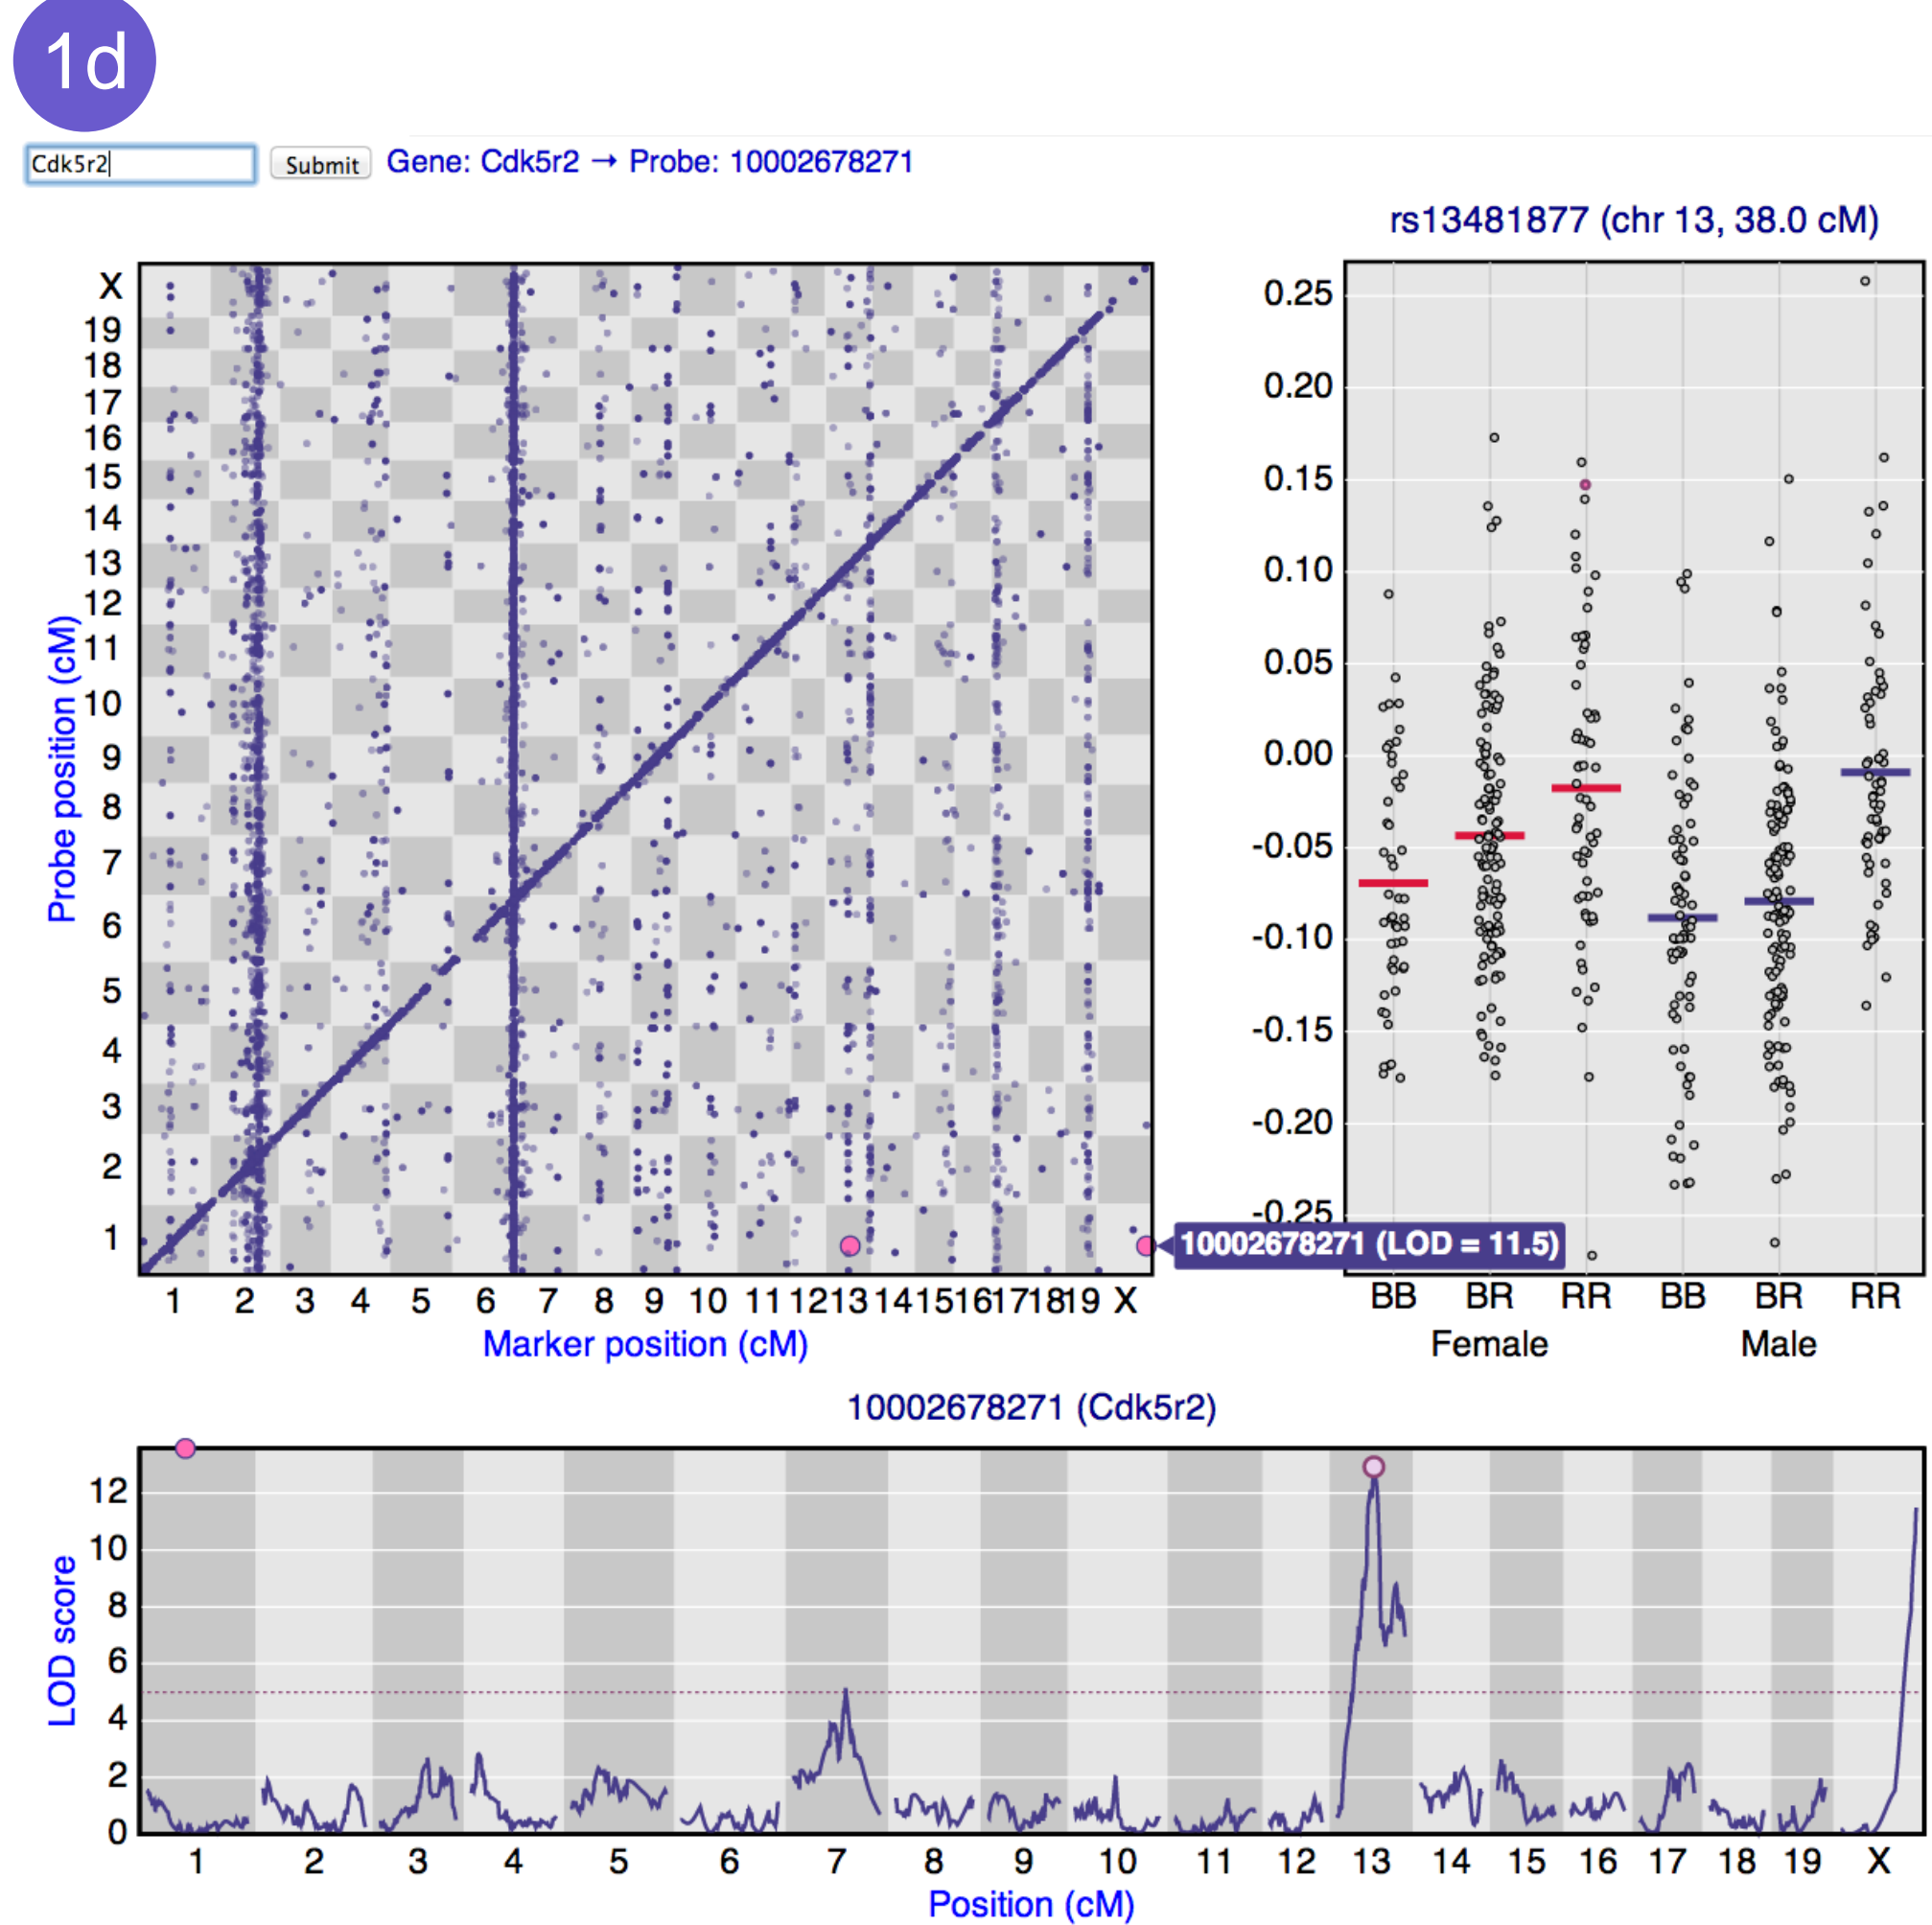 1d
Cdk5r2 Submit Gene: Cdk5r2 → Probe: 10002678271
rs13481877 (chr 13, 38.0 cM)
Probe position (cM)
X
19
18
17
16
15
14
13
12
11
10
9
8
7
6
5
4
3
2
1
1 2 3 4 5 6 7 8 9 10 11 12 13 14 15 16 17 18 19 X
Marker position (cM)
0.25
0.20
0.15
0.10
0.05
0.00
-0.05
-0.10
-0.15
-0.20
-0.25
10002678271 (LOD = 11.5)
BB BR RR BB BR RR
Female Male
10002678271 (Cdk5r2)
LOD score
12
10
8
6
4
2
0
1 2 3 4 5 6 7 8 9 10 11 12 13 14 15 16 17 18 19 X
Position (cM)